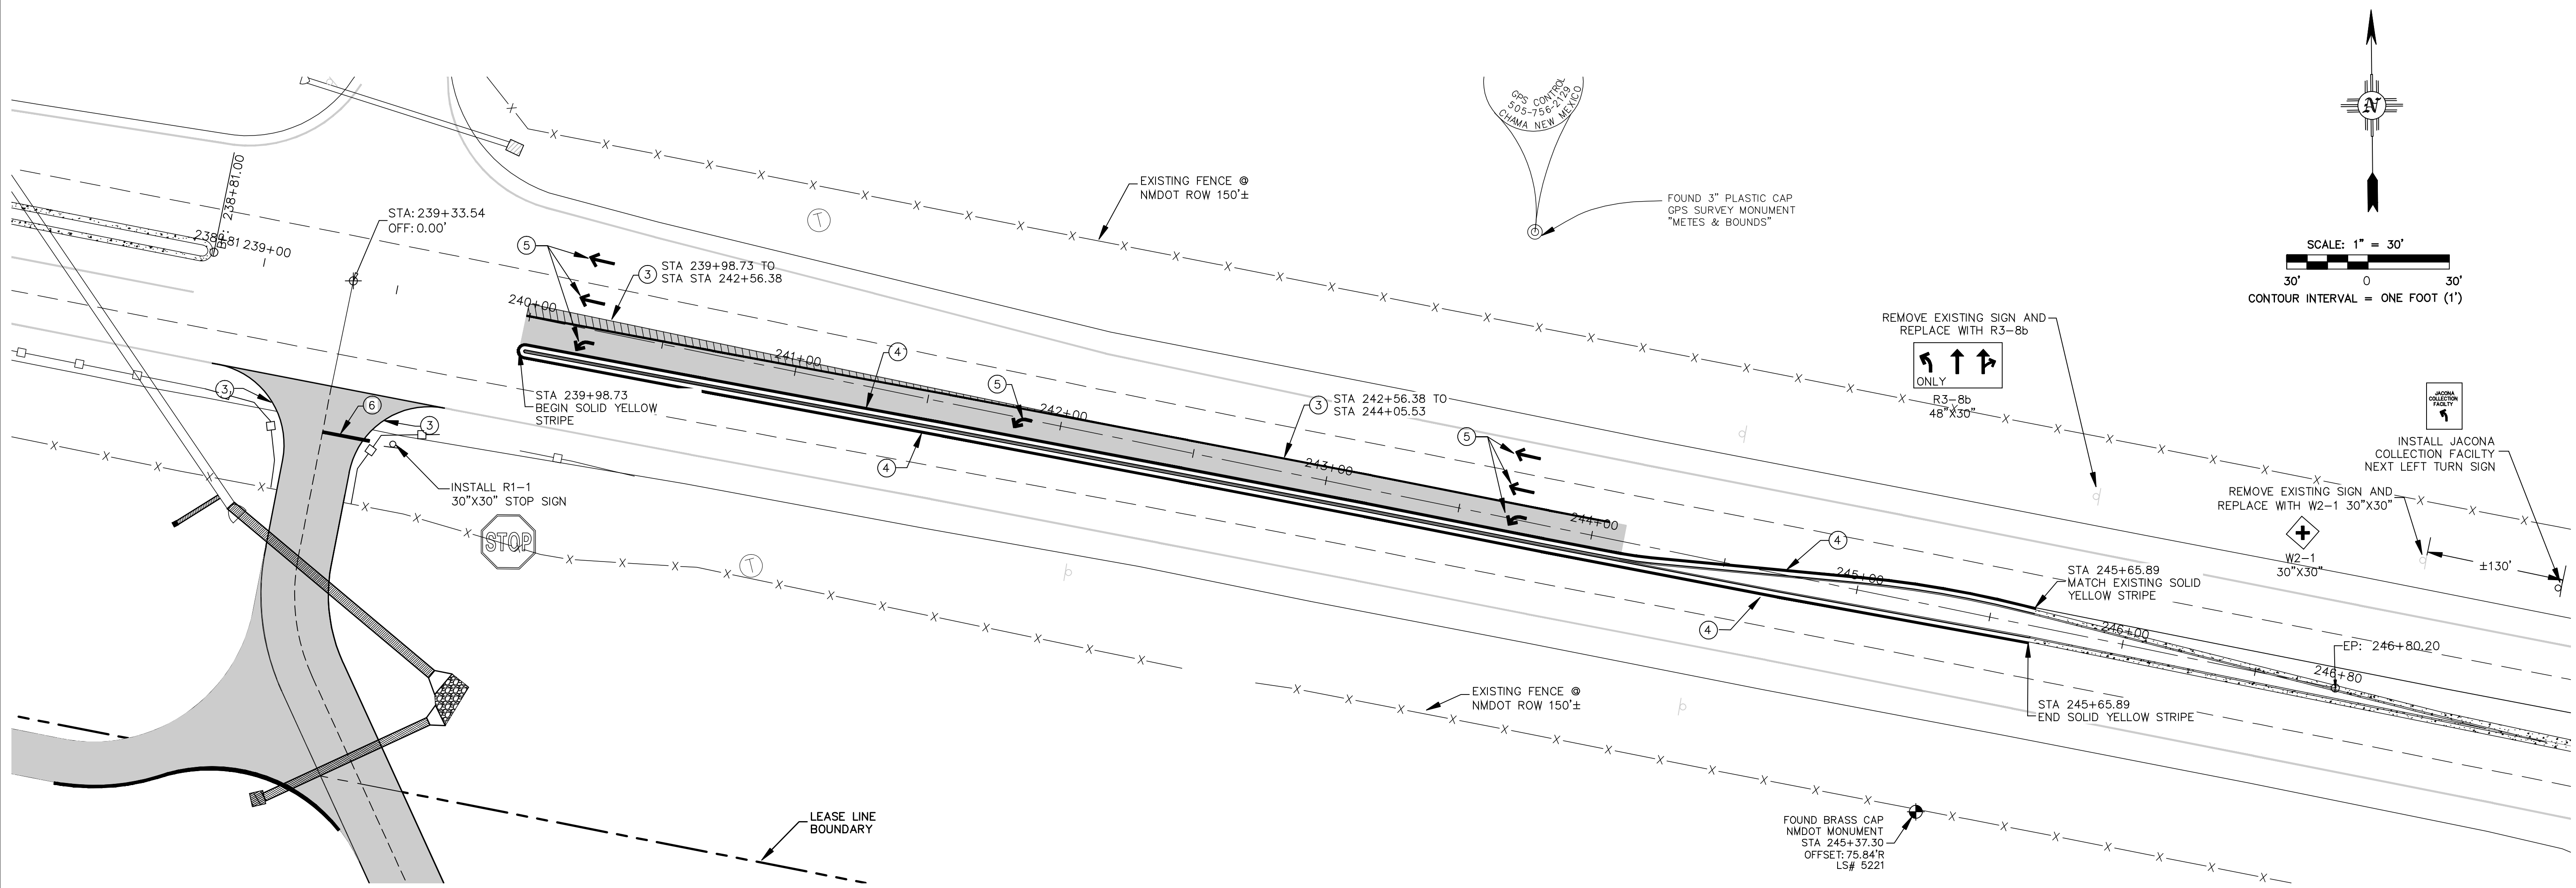 GPS CONTROL
505-756-2129
CHAMA NEW MEXICO
N
EXISTING FENCE @
NMDOT ROW 150'±
FOUND 3" PLASTIC CAP
GPS SURVEY MONUMENT
"METES & BOUNDS"
SCALE: 1" = 30'
30'
0
30'
CONTOUR INTERVAL = ONE FOOT (1')
238+81.00
238+81
239+00
STA: 239+33.54
OFF: 0.00'
T
5
3
STA 239+98.73 TO
STA STA 242+56.38
240+00
241+00
4
5
242+00
STA 239+98.73
BEGIN SOLID YELLOW
STRIPE
3
6
3
4
3
STA 242+56.38 TO
STA 244+05.53
243+00
5
244+00
REMOVE EXISTING SIGN AND
REPLACE WITH R3-8b
ONLY
R3-8b
48"X30"
JACONA
COLLECTION
FACILTY
INSTALL JACONA
COLLECTION FACILTY
NEXT LEFT TURN SIGN
REMOVE EXISTING SIGN AND
REPLACE WITH W2-1 30"X30"
W2-1
30"X30"
±130'
INSTALL R1-1
30"X30" STOP SIGN
STOP
T
4
245+00
4
STA 245+65.89
MATCH EXISTING SOLID
YELLOW STRIPE
246+00
EP: 246+80.20
246+80
STA 245+65.89
END SOLID YELLOW STRIPE
EXISTING FENCE @
NMDOT ROW 150'±
LEASE LINE
BOUNDARY
FOUND BRASS CAP
NMDOT MONUMENT
STA 245+37.30
OFFSET: 75.84'R
LS# 5221